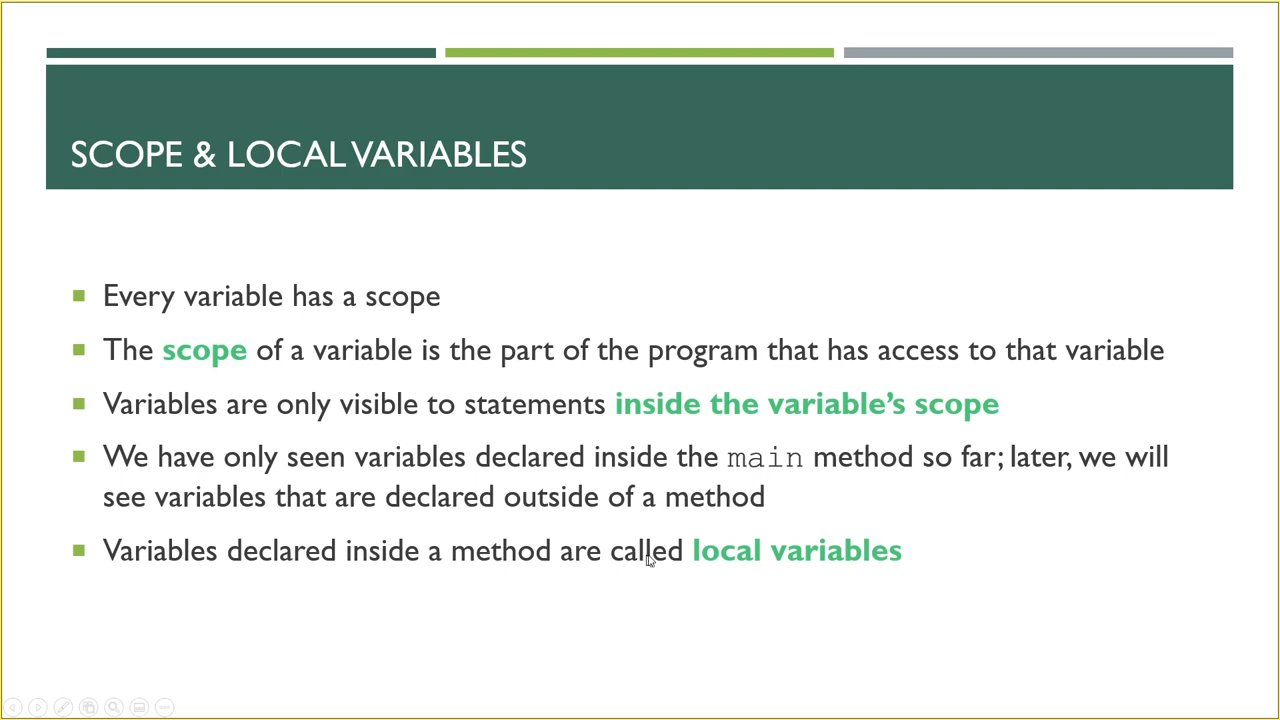 SCOPE & LOCAL VARIABLES
Every variable has a scope
The scope of a variable is the part of the program that has access to that variable
Variables are only visible to statements inside the variable’s scope
We have only seen variables declared inside the main method so far; later, we will
see variables that are declared outside of a method
Variables declared inside a method are called local variables